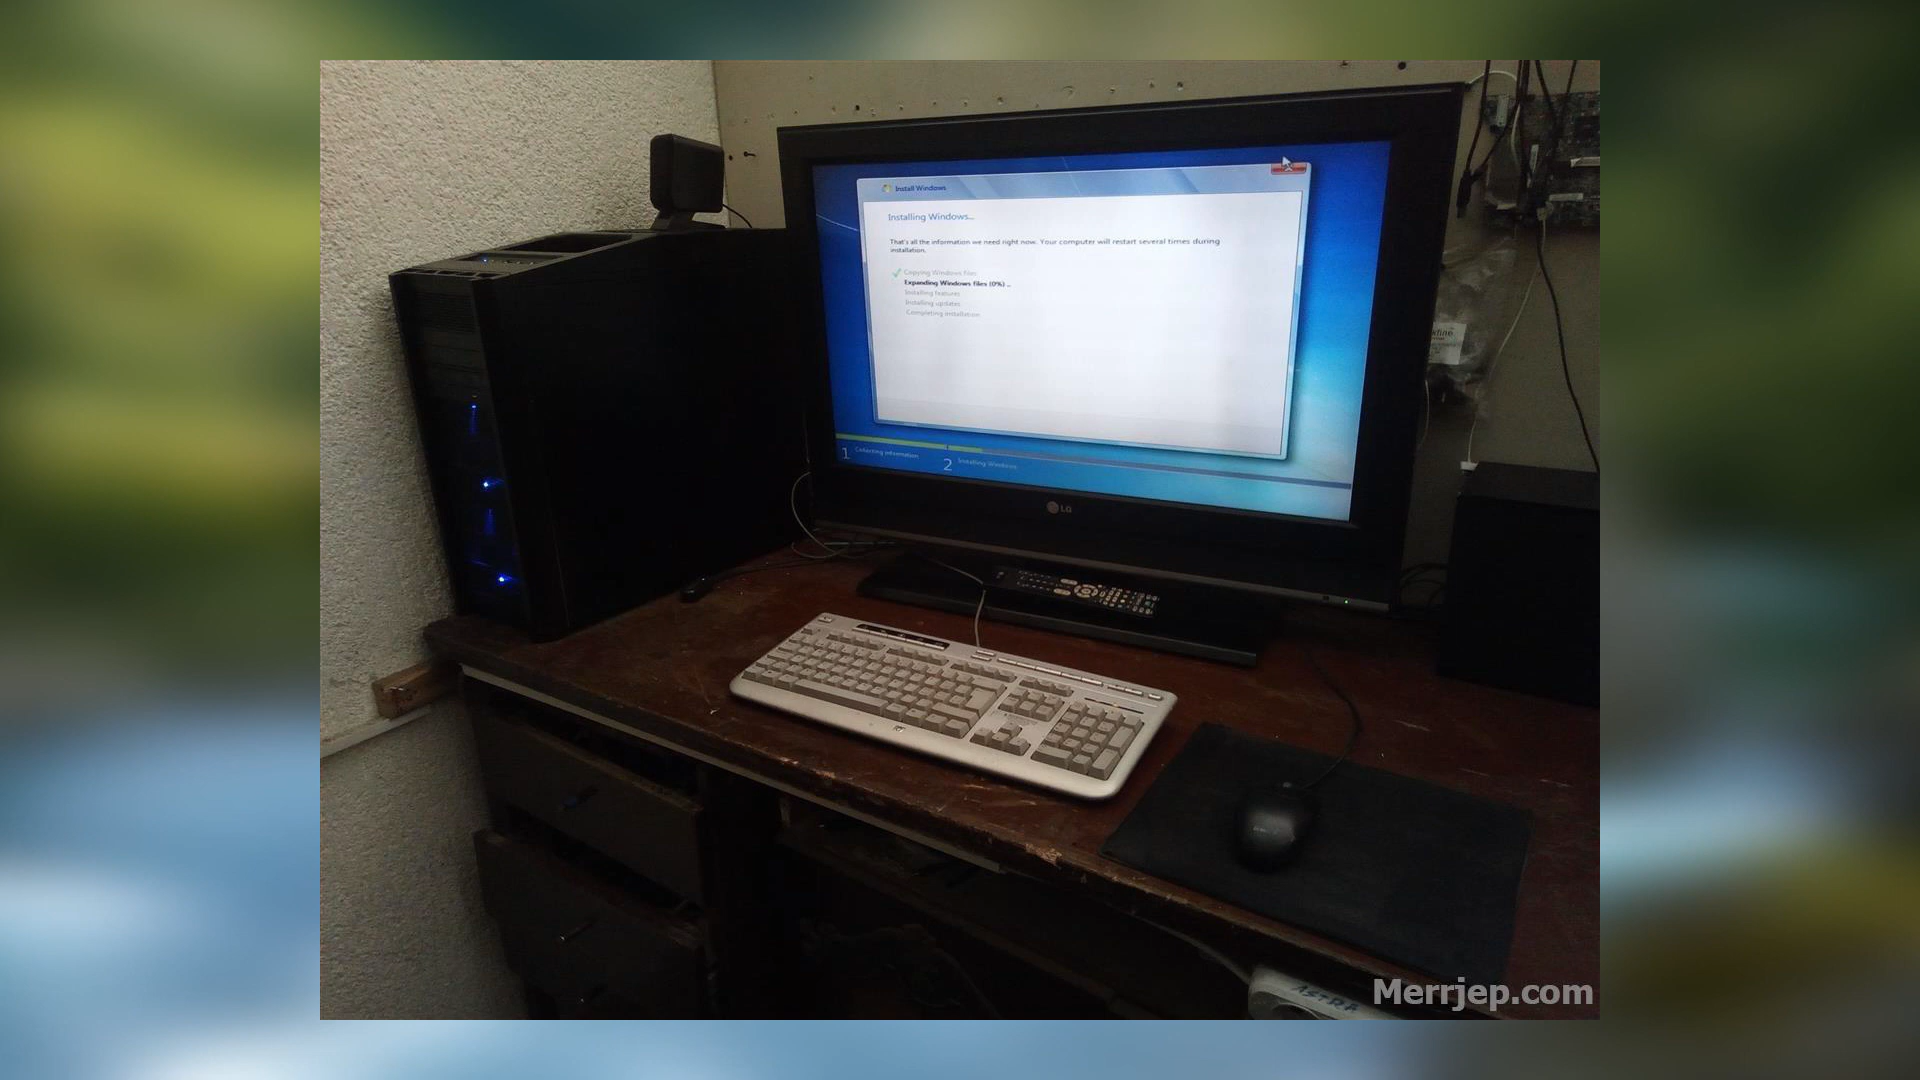 Install Windows
Installing Windows...
That's all the information we need right now. Your computer will restart several times during
installation.
Copying Windows files
Expanding Windows files (0%) ...
Installing features
Installing updates
Completing installation
1 Collecting information
2 Installing Windows
LG
hp
ASTRA
Merrjep.com